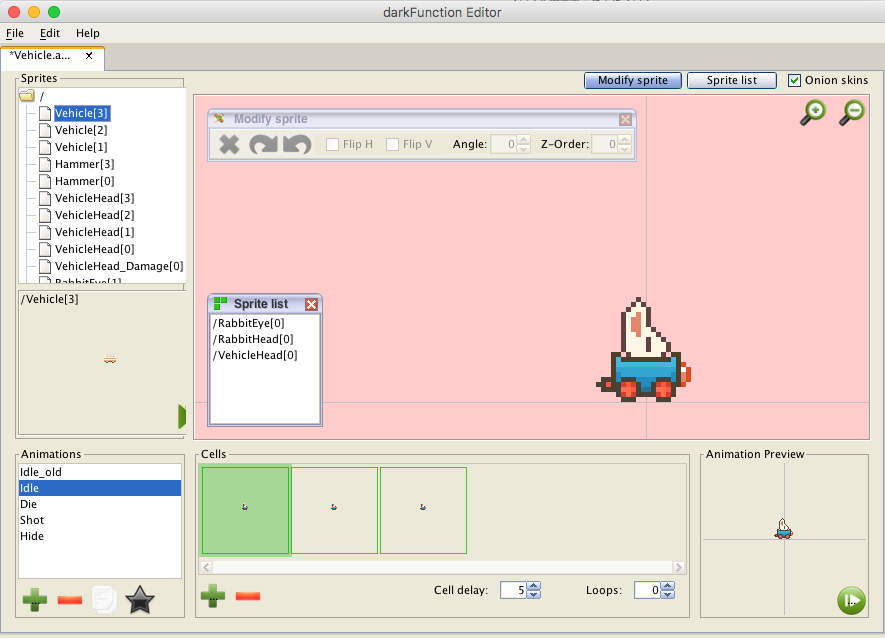 darkFunction Editor
File Edit Help
*Vehicle.a... ×
Sprites
Modify sprite Sprite list Onion skins
/
Vehicle[3]
Vehicle[2]
Vehicle[1]
Hammer[3]
Hammer[0]
VehicleHead[3]
VehicleHead[2]
VehicleHead[1]
VehicleHead[0]
VehicleHead_Damage[0]
RabbitEye[1]
Modify sprite
Flip H Flip V Angle: 0 Z-Order: 0
/Vehicle[3]
Sprite list
/RabbitEye[0]
/RabbitHead[0]
/VehicleHead[0]
Animations
Idle_old
Idle
Die
Shot
Hide
Cells
Cell delay: 5 Loops: 0
Animation Preview